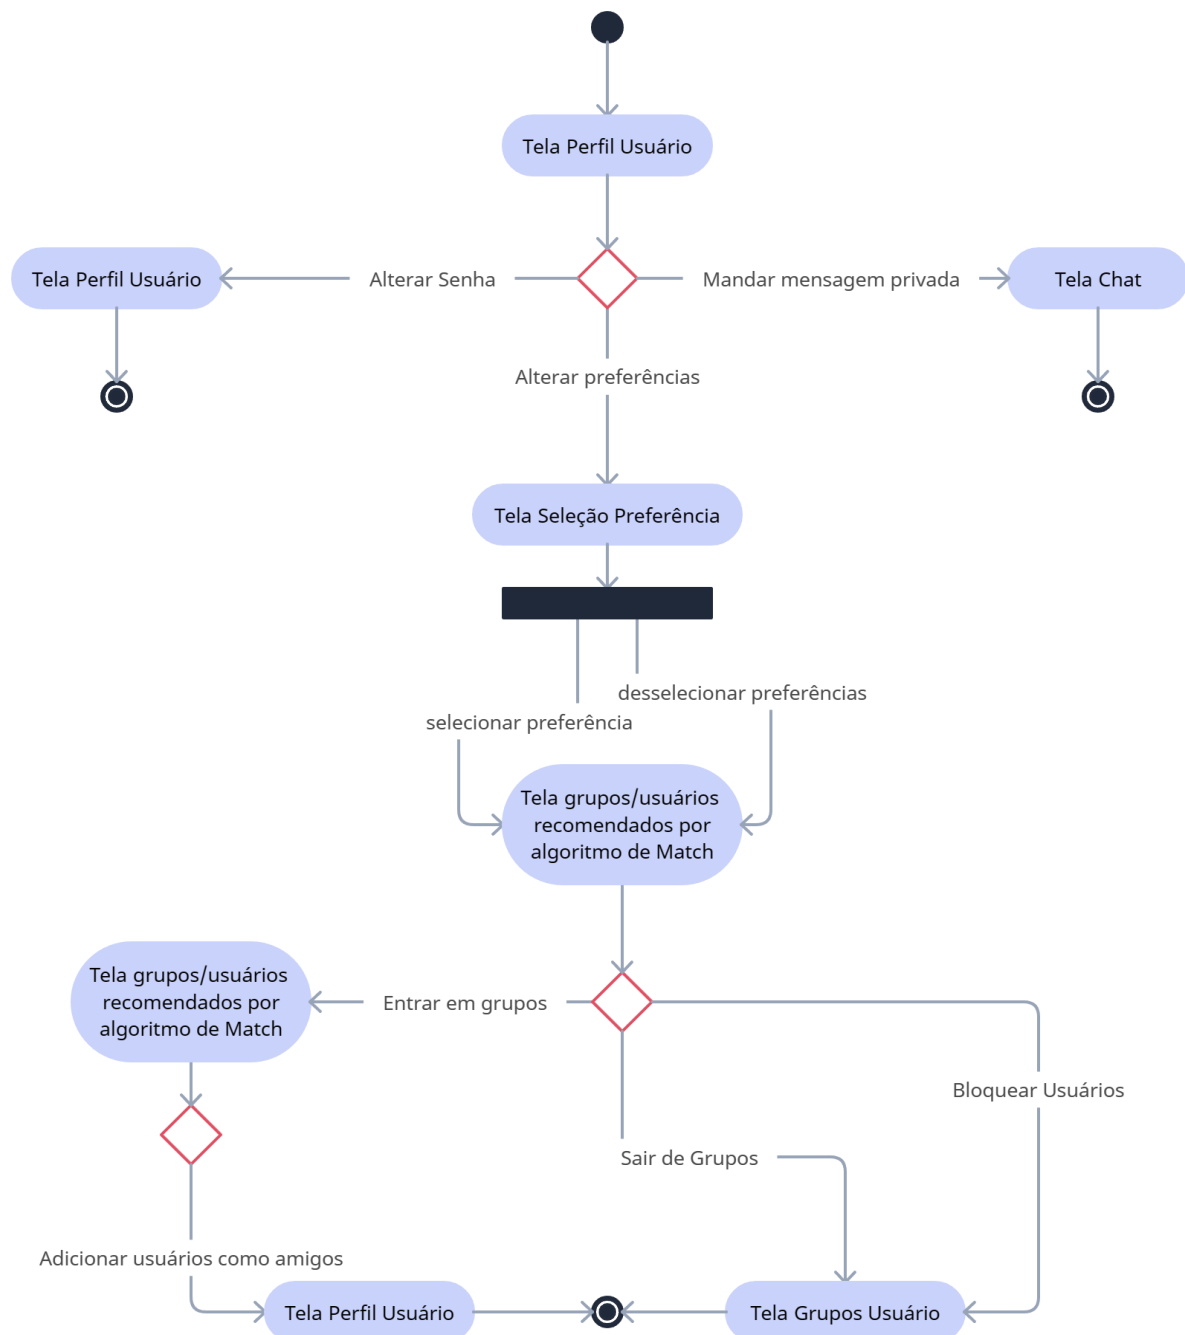 Tela Perfil Usuário
Tela Perfil Usuário
Alterar Senha
Mandar mensagem privada
Tela Chat
Alterar preferências
Tela Seleção Preferência
desselecionar preferências
selecionar preferência
Tela grupos/usuários
recomendados por
algoritmo de Match
Tela grupos/usuários
recomendados por
algoritmo de Match
Entrar em grupos
Bloquear Usuários
Sair de Grupos
Adicionar usuários como amigos
Tela Perfil Usuário
Tela Grupos Usuário